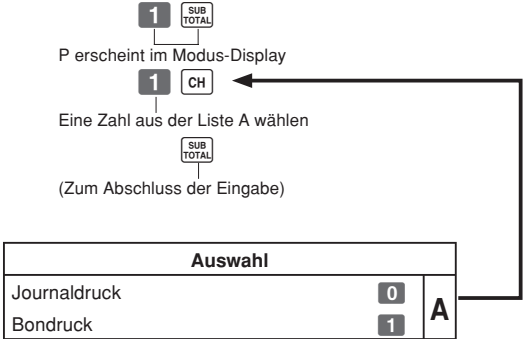 1 SUB TOTAL
P erscheint im Modus-Display
1 CH
Eine Zahl aus der Liste A wählen
SUB TOTAL
(Zum Abschluss der Eingabe)
Auswahl
Journaldruck 0
A
Bondruck 1